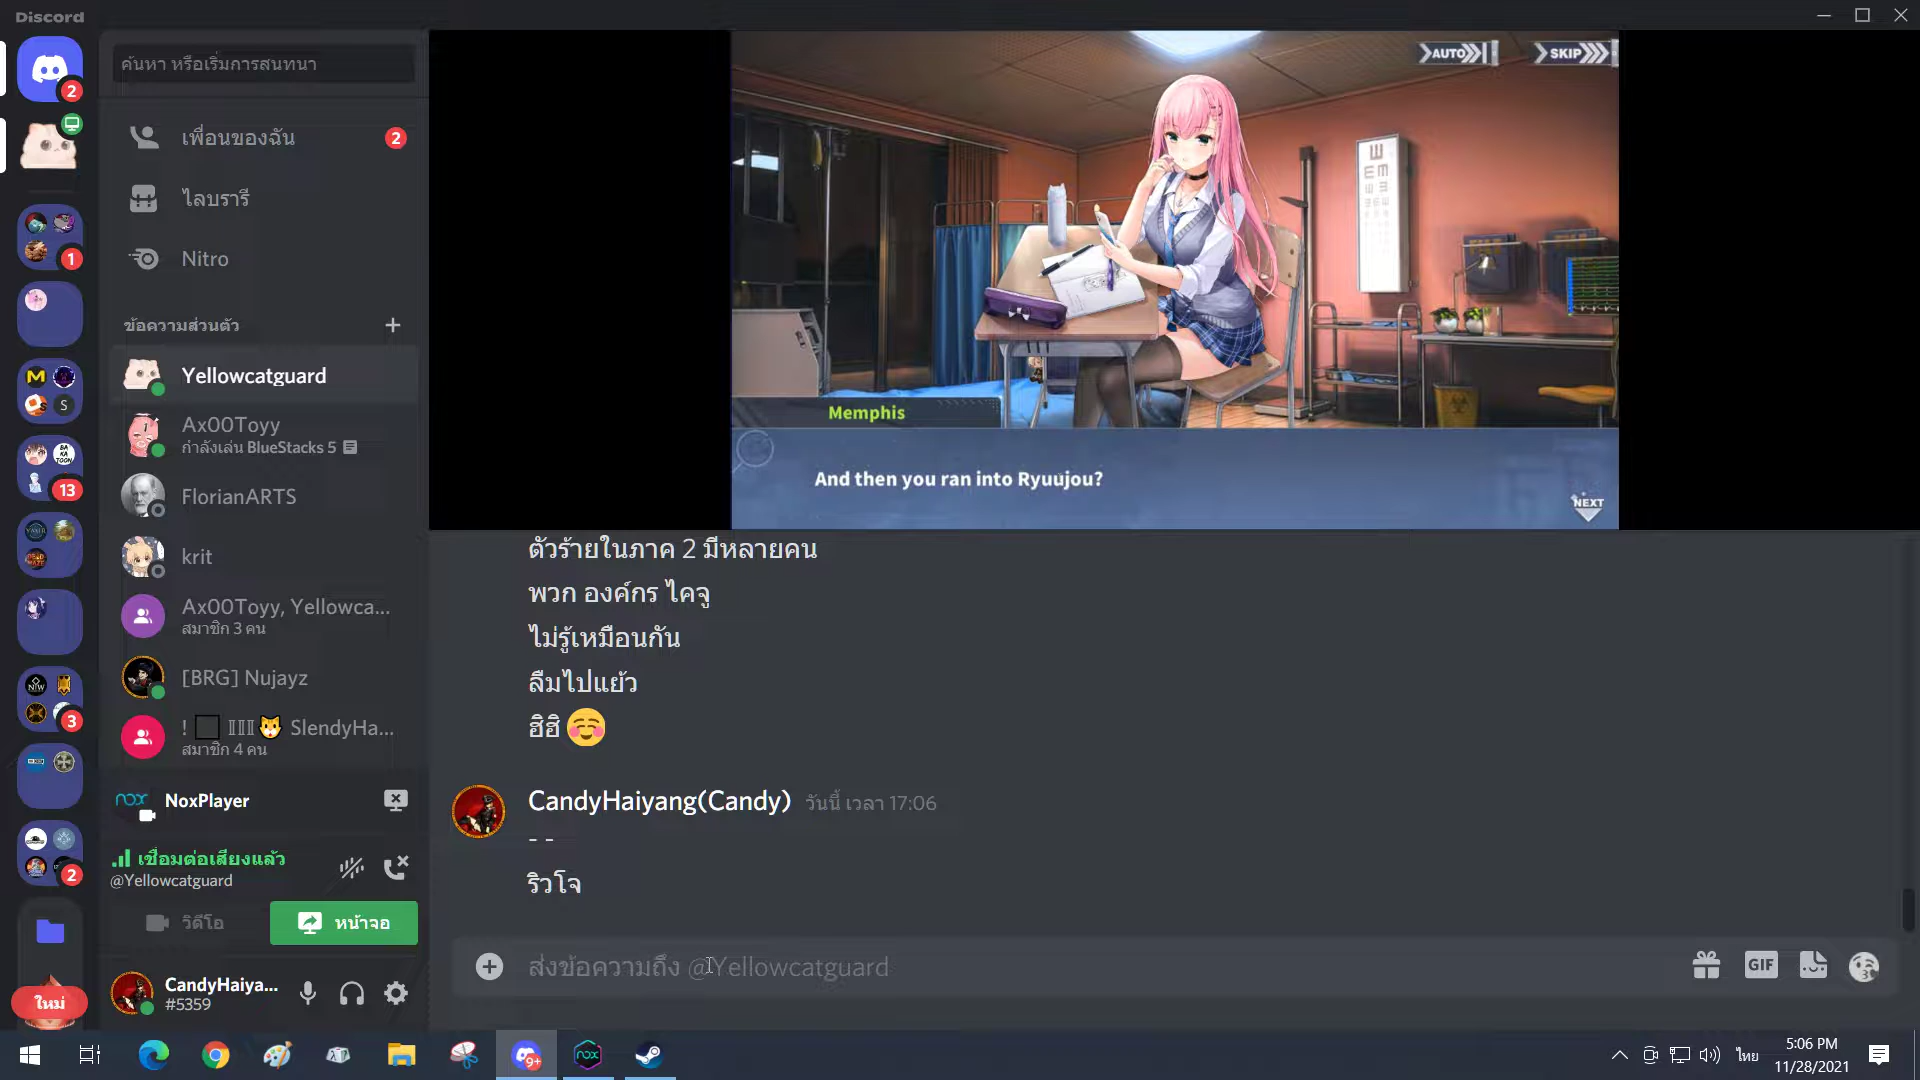 Discord
ค้นหา หรือเริ่มการสนทนา
2
เพื่อนของฉัน
2
ไลบรารี
1
Nitro
ข้อความส่วนตัว
Yellowcatguard
M
S
Ax00Toyy
กำลังเล่น BlueStacks 5
13
FlorianARTS
krit
Ax00Toyy, Yellowca...
สมาชิก 3 คน
[BRG] Nujayz
3
! SlendyHa...
สมาชิก 4 คน
nox
NoxPlayer
เชื่อมต่อเสียงแล้ว
@Yellowcatguard
2
วิดีโอ
หน้าจอ
CandyHaiya...
#5359
ใหม่
AUTO
SKIP
Memphis
And then you ran into Ryuujou?
NEXT
ตัวร้ายในภาค 2 มีหลายคน
พวก องค์กร ไคจู
ไม่รู้เหมือนกัน
ลืมไปแย้ว
ฮิฮิ ☺️
CandyHaiyang(Candy) วันนี้ เวลา 17:06
- -
ริวโจ
ส่งข้อความถึง @Yellowcatguard
GIF
9+
nox
ไทย
5:06 PM
11/28/2021